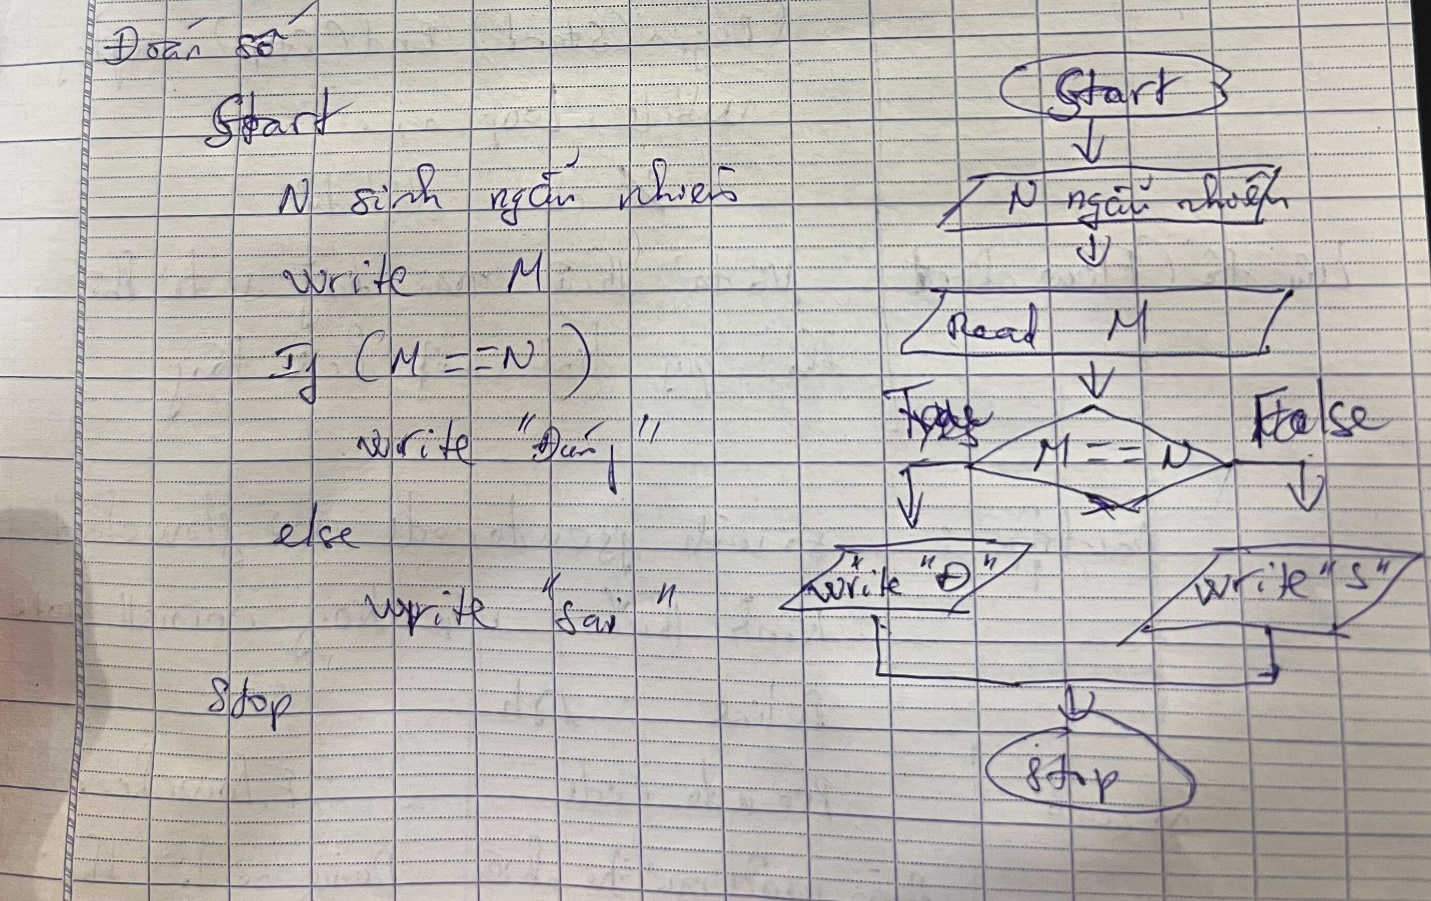 Đoán số
Start
N sinh ngẫu nhiên
Write M
If (M == N)
Write "Đúng"
else
Write "Sai"
Stop
Start
N ngẫu nhiên
Read M
M == N
False
Write "Đ"
Write "S"
Stop